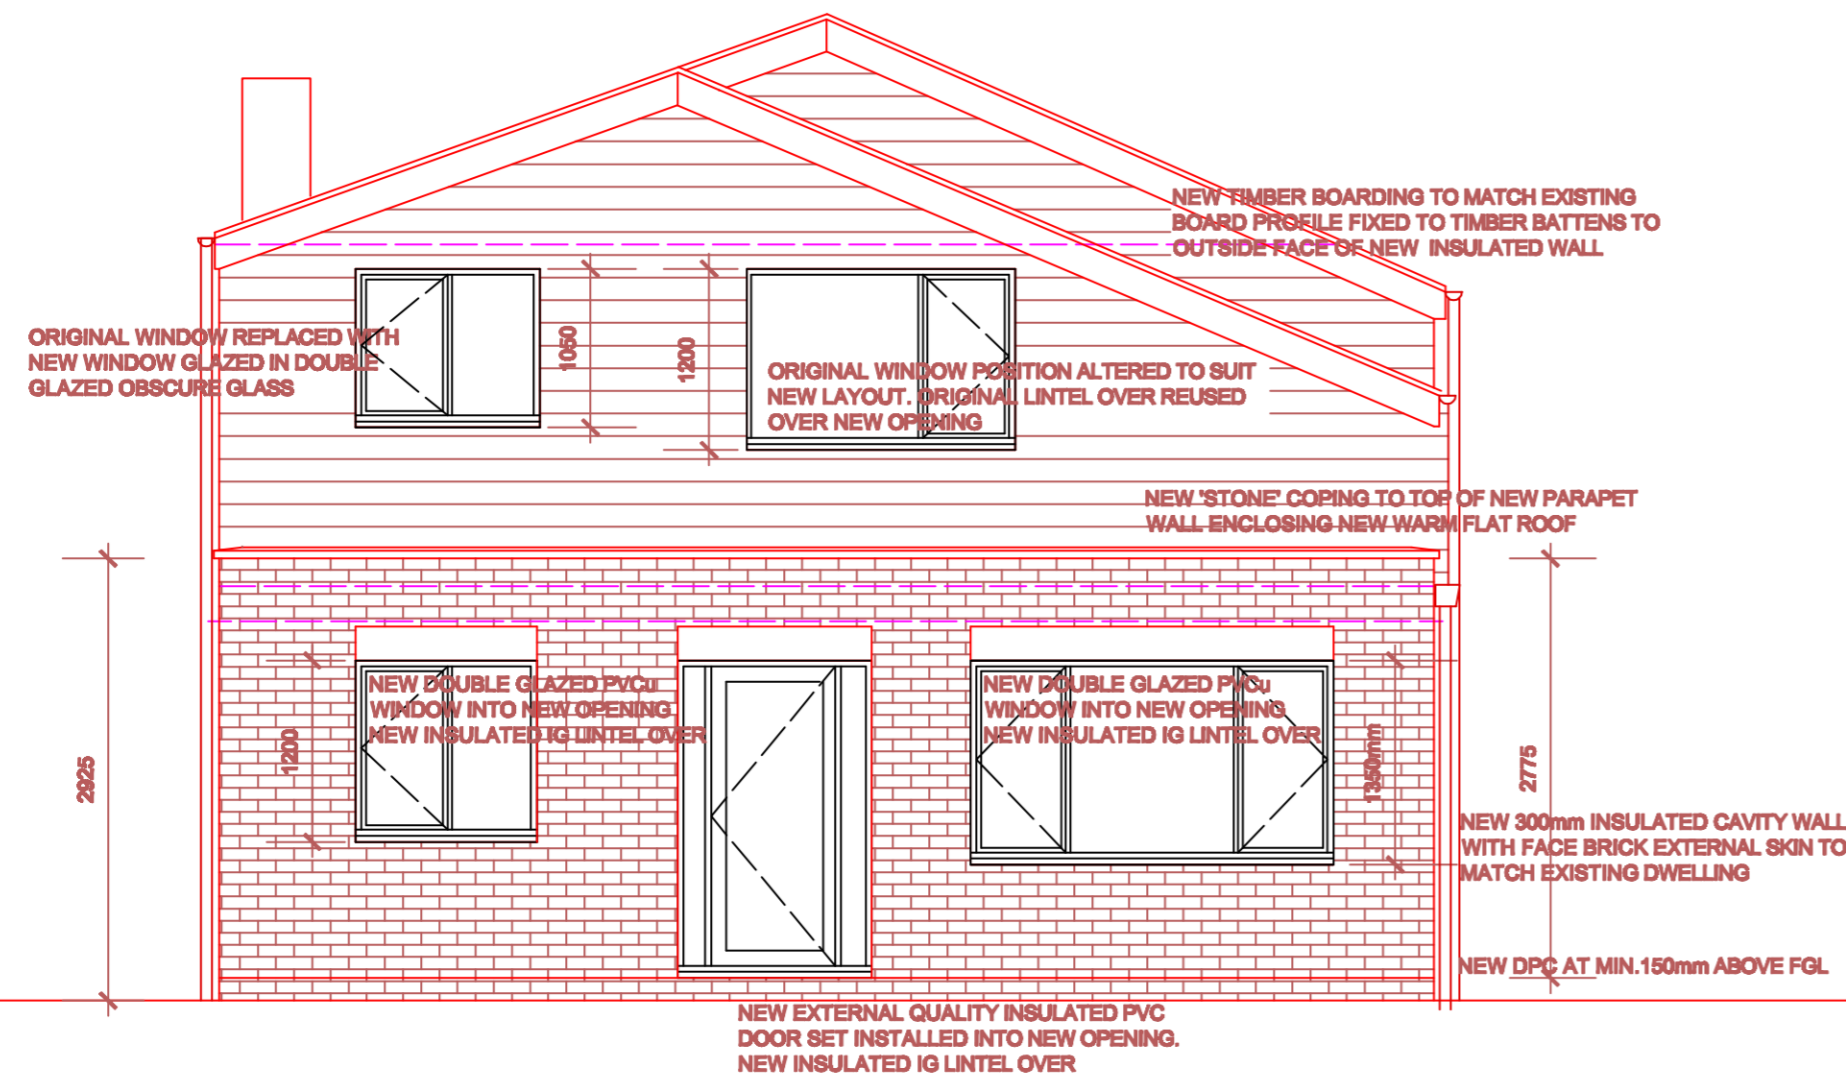 NEW TIMBER BOARDING TO MATCH EXISTING
BOARD PROFILE FIXED TO TIMBER BATTENS TO
OUTSIDE FACE OF NEW INSULATED WALL
ORIGINAL WINDOW REPLACED WITH
NEW WINDOW GLAZED IN DOUBLE
GLAZED OBSCURE GLASS
1050
1200
ORIGINAL WINDOW POSITION ALTERED TO SUIT
NEW LAYOUT. ORIGINAL LINTEL OVER REUSED
OVER NEW OPENING
NEW 'STONE' COPING TO TOP OF NEW PARAPET
WALL ENCLOSING NEW WARM FLAT ROOF
2925
1200
NEW DOUBLE GLAZED PVCu
WINDOW INTO NEW OPENING
NEW INSULATED IG LINTEL OVER
NEW DOUBLE GLAZED PVCu
WINDOW INTO NEW OPENING
NEW INSULATED IG LINTEL OVER
1350mm
2775
NEW 300mm INSULATED CAVITY WALL
WITH FACE BRICK EXTERNAL SKIN TO
MATCH EXISTING DWELLING
NEW DPC AT MIN.150mm ABOVE FGL
NEW EXTERNAL QUALITY INSULATED PVC
DOOR SET INSTALLED INTO NEW OPENING.
NEW INSULATED IG LINTEL OVER